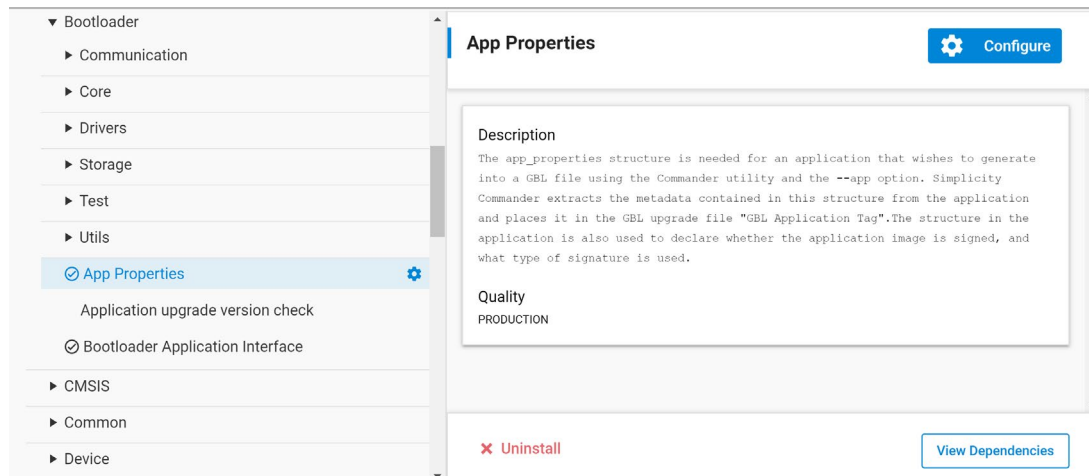 Bootloader
Communication
Core
Drivers
Storage
Test
Utils
App Properties
Application upgrade version check
Bootloader Application Interface
CMSIS
Common
Device
App Properties
Configure
Description
The app_properties structure is needed for an application that wishes to generate
into a GBL file using the Commander utility and the --app option. Simplicity
Commander extracts the metadata contained in this structure from the application
and places it in the GBL upgrade file "GBL Application Tag".The structure in the
application is also used to declare whether the application image is signed, and
what type of signature is used.
Quality
PRODUCTION
Uninstall
View Dependencies